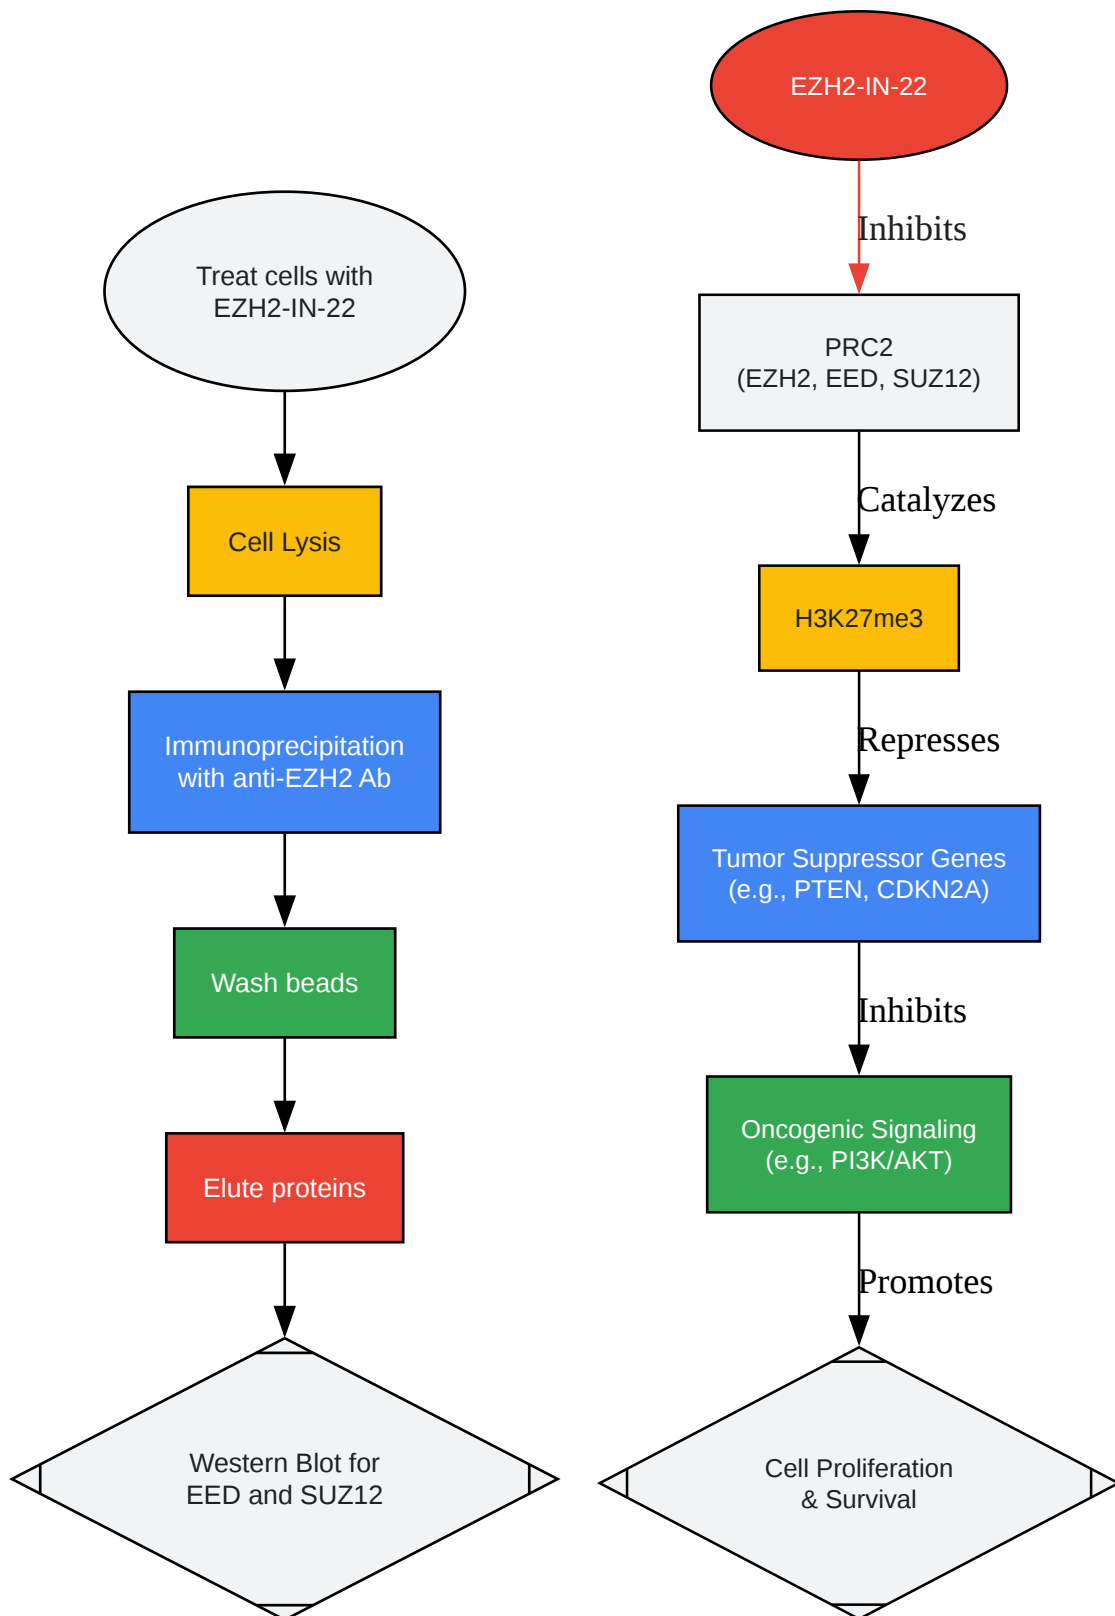 Treat cells with
EZH2-IN-22
Cell Lysis
Immunoprecipitation
with anti-EZH2 Ab
Wash beads
Elute proteins
Western Blot for
EED and SUZ12
EZH2-IN-22
Inhibits
PRC2
(EZH2, EED, SUZ12)
Catalyzes
H3K27me3
Represses
Tumor Suppressor Genes
(e.g., PTEN, CDKN2A)
Inhibits
Oncogenic Signaling
(e.g., PI3K/AKT)
Promotes
Cell Proliferation
& Survival